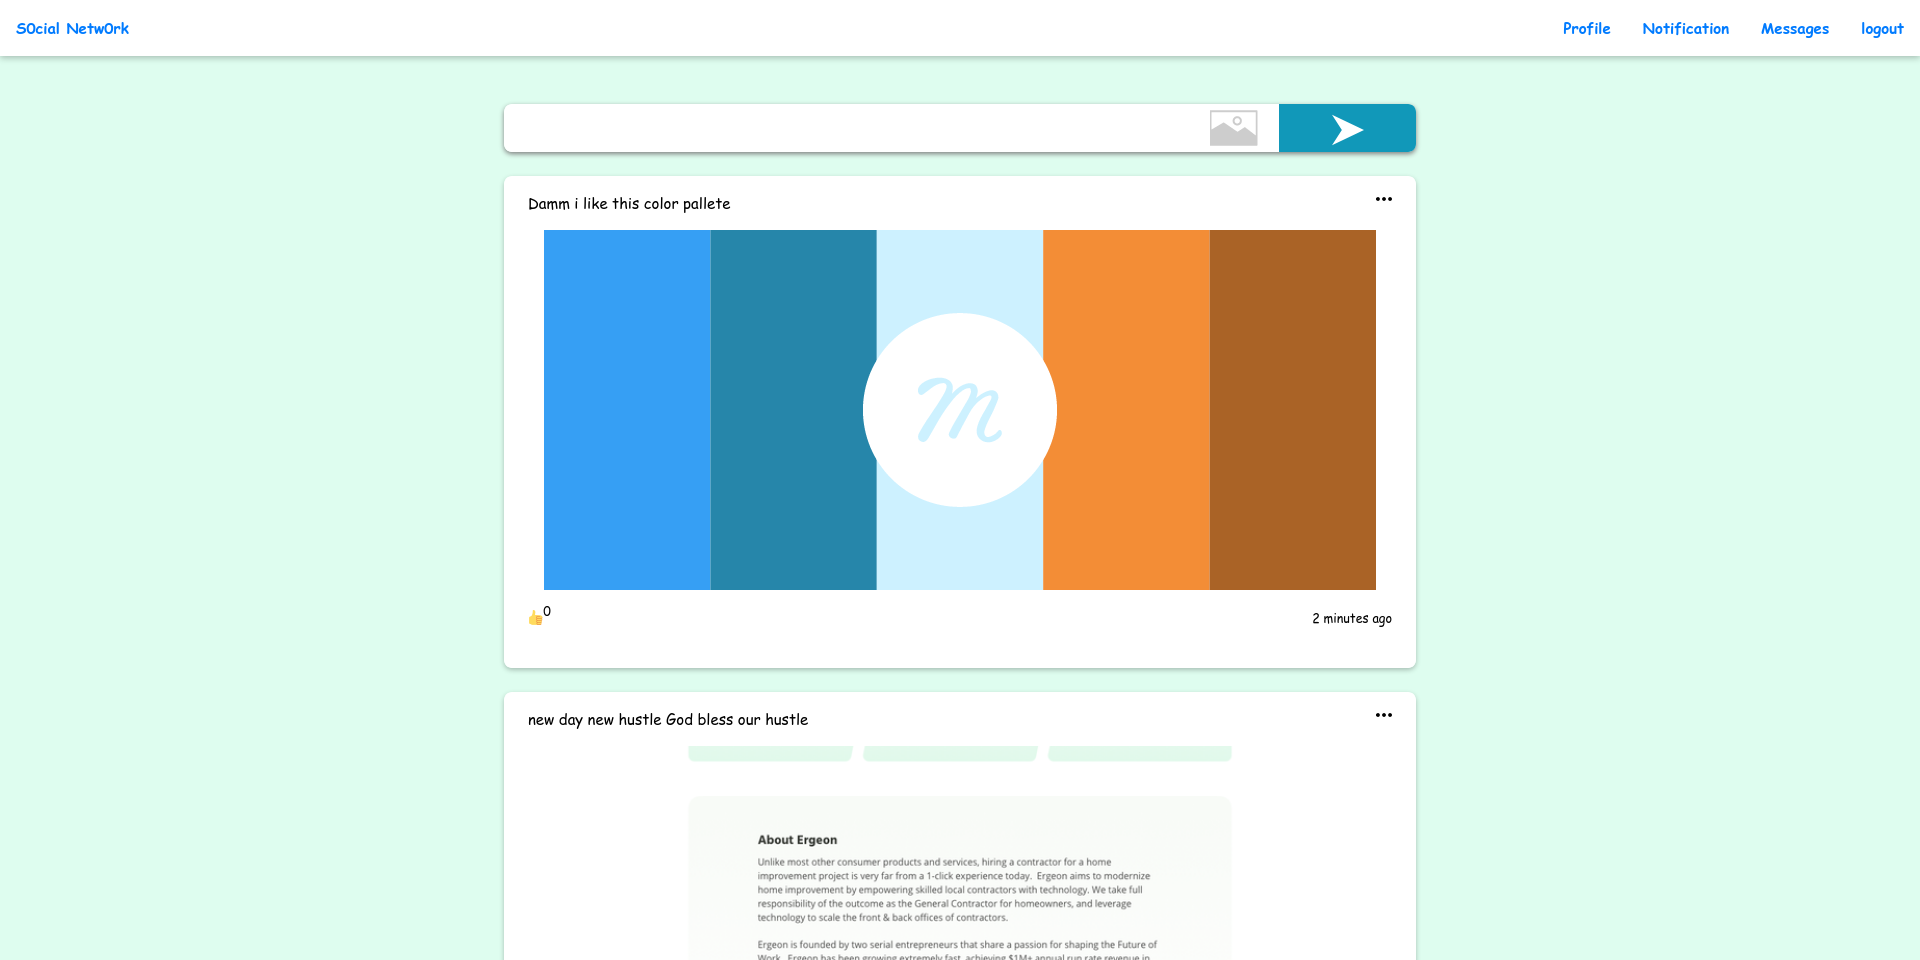 S0cial Netw0rk
Profile
Notification
Messages
logout
Damm i like this color pallete
m
0
2 minutes ago
new day new hustle God bless our hustle
About Ergeon
Unlike most other consumer products and services, hiring a contractor for a home
improvement project is very far from a 1-click experience today. Ergeon aims to modernize
home improvement by empowering skilled local contractors with technology. We take full
responsibility of the outcome as the General Contractor for homeowners, and leverage
technology to scale the front & back offices of contractors.
Ergeon is founded by two serial entrepreneurs that share a passion for shaping the Future of
Work. Ergeon has been growing extremely fast, achieving $1M+ annual run rate revenue in